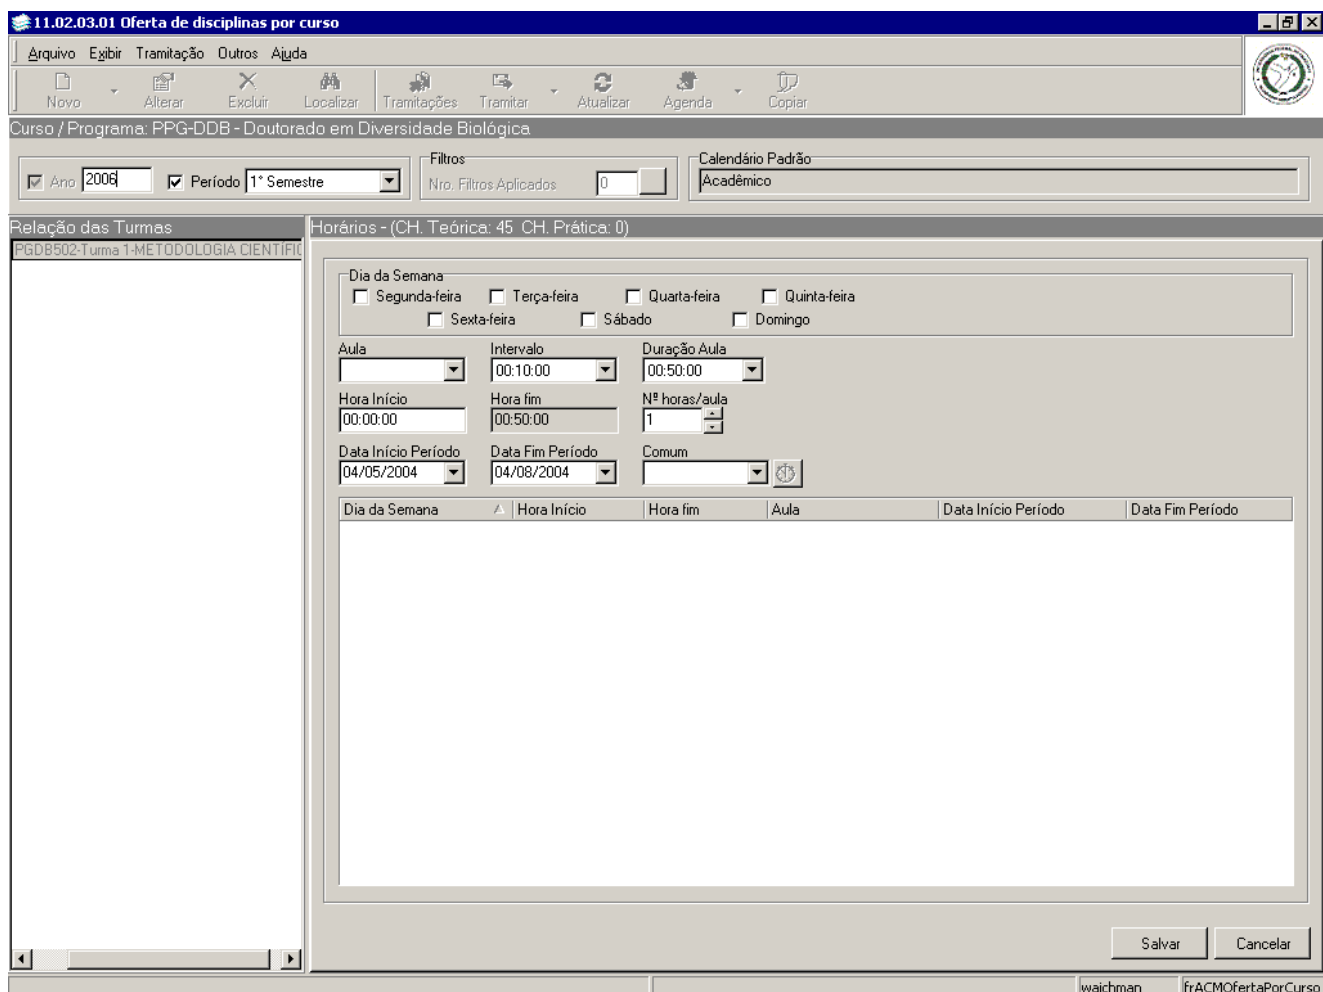 11.02.03.01 Oferta de disciplinas por curso
Arquivo Exibir Tramitação Outros Ajuda
Novo Alterar Excluir Localizar Tramitações Tramitar Atualizar Agenda Copiar
Curso / Programa: PPG-DDB - Doutorado em Diversidade Biológica
Filtros Calendário Padrão
Ano 2006 Período 1° Semestre Nro. Filtros Aplicados 0 Acadêmico
Relação das Turmas Horários - (CH. Teórica: 45 CH. Prática: 0)
PGDB502-Turma 1-METODOLOGIA CIENTÍFIC
Dia da Semana
Segunda-feira Terça-feira Quarta-feira Quinta-feira
Sexta-feira Sábado Domingo
Aula Intervalo Duração Aula
00:10:00 00:50:00
Hora Início Hora fim Nº horas/aula
00:00:00 00:50:00 1
Data Início Período Data Fim Período Comum
04/05/2004 04/08/2004
Dia da Semana Hora Início Hora fim Aula Data Início Período Data Fim Período
Salvar Cancelar
waichman frACMOfertaPorCurso